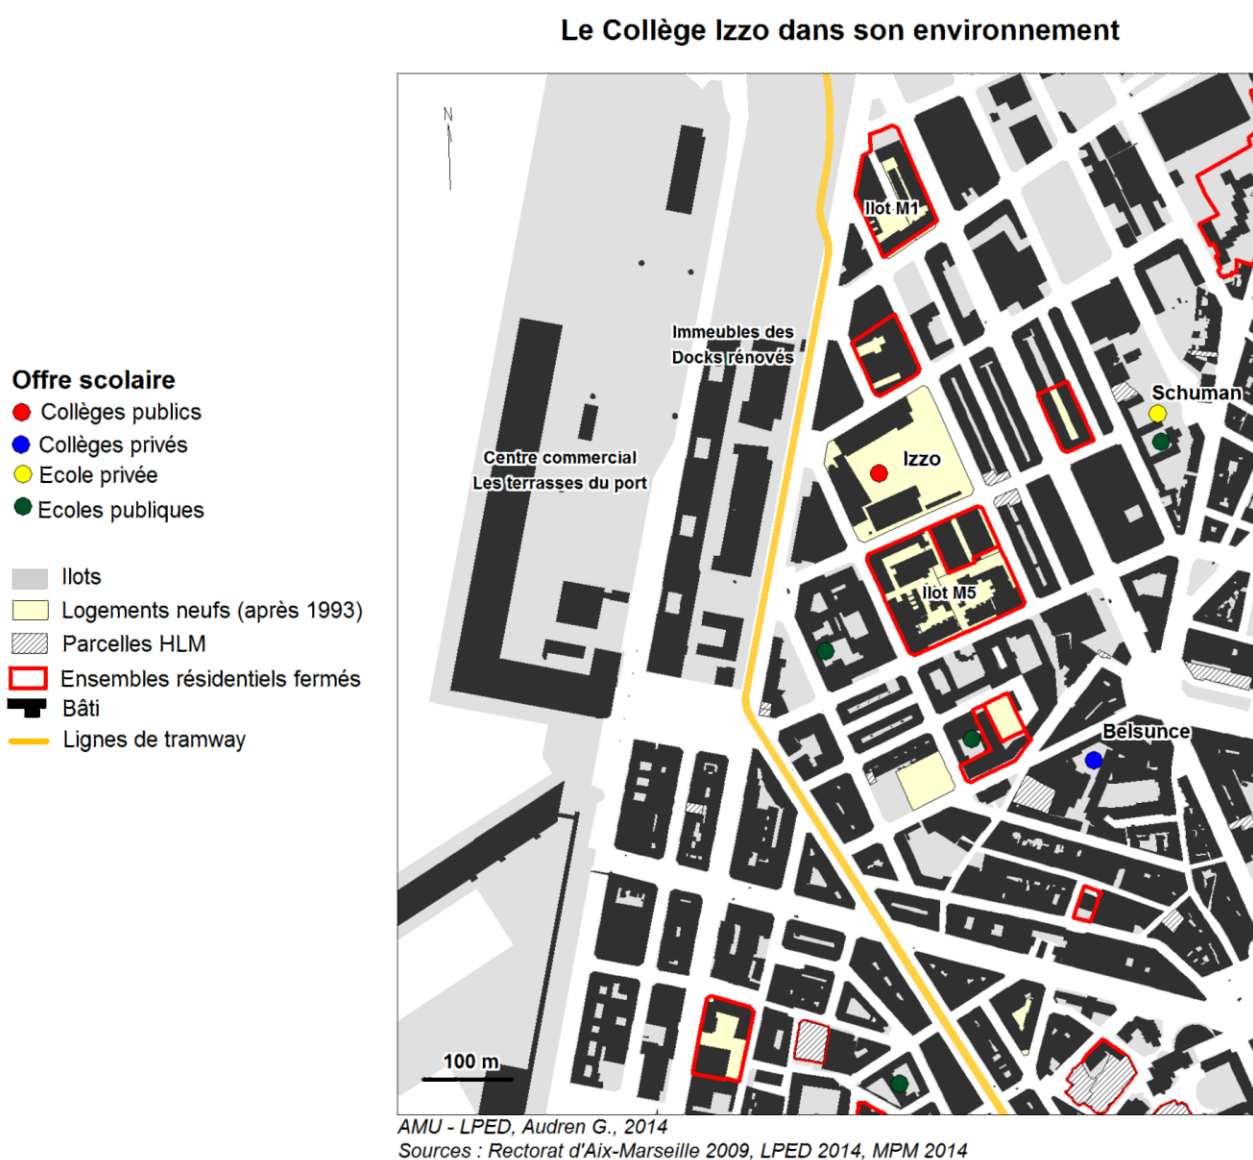 Le Collège Izzo dans son environnement
N
Ilot M1
Immeubles des
Docks rénovés
Offre scolaire
Collèges publics
Collèges privés
Ecole privée
Ecoles publiques
Schuman
Centre commercial
Les terrasses du port
Izzo
Ilots
Logements neufs (après 1993)
Parcelles HLM
Ensembles résidentiels fermés
Bâti
Lignes de tramway
Ilot M5
Belsunce
100 m
AMU - LPED, Audren G., 2014
Sources : Rectorat d'Aix-Marseille 2009, LPED 2014, MPM 2014